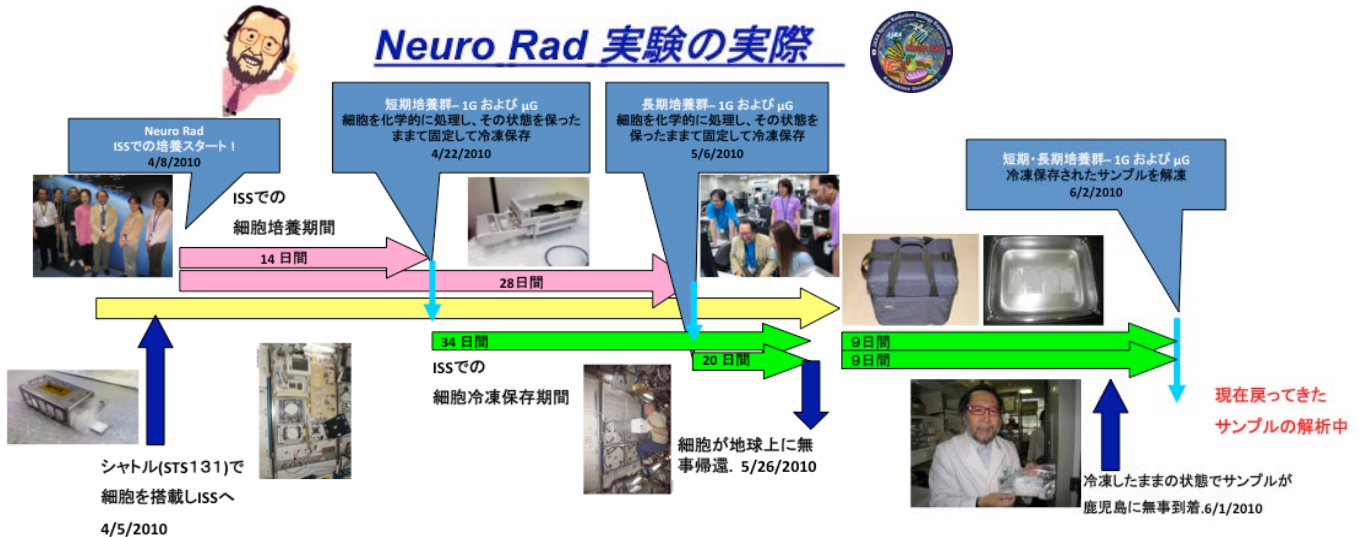 Neuro Rad 実験の実際
Neuro Rad
ISSでの培養スタート！
4/8/2010
短期培養群– 1G および μG
細胞を化学的に処理し、その状態を保った
ままて固定して冷凍保存
4/22/2010
長期培養群– 1G および μG
細胞を化学的に処理し、その状態を
保ったままて固定して冷凍保存
5/6/2010
短期・長期培養群–1G および μG
冷凍保存されたサンプルを解凍
6/2/2010
ISSでの
細胞培養期間
14 日間
28日間
34 日間
20 日間
９日間
９日間
ISSでの
細胞冷凍保存期間
シャトル(STS１３１)で
細胞を搭載しISSへ
4/5/2010
細胞が地球上に無
事帰還. 5/26/2010
現在戻ってきた
サンプルの解析中
冷凍したままの状態でサンプルが
鹿児島に無事到着.6/1/2010